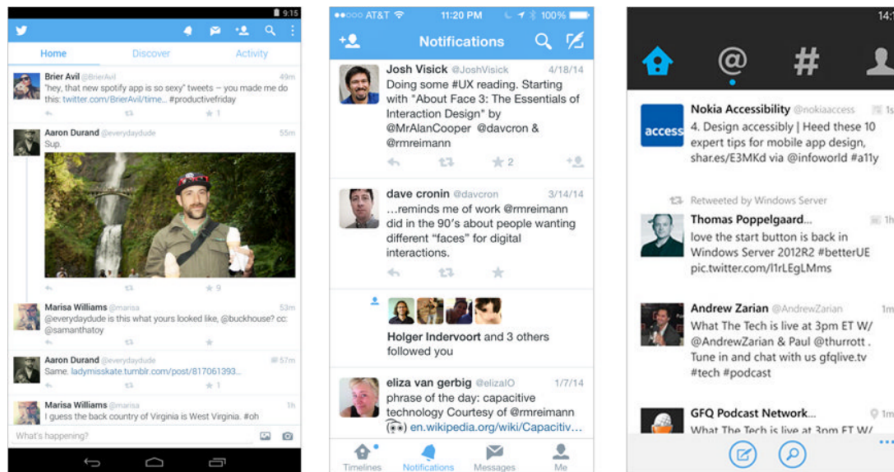 9:15
Home Discover Activity
Brier Avil @BrierAvil 49m
"hey, that new spotify app is so sexy" tweets – you made me do
this: twitter.com/BrierAvil/time... #productivefriday
1
Aaron Durand @everydaydude 55m
Sup.
9
Marisa Williams @marisa 53m
@everydaydude is this what yours looked like, @buckhouse? cc:
@samanthatoy
Aaron Durand @everydaydude 57m
Same. ladymisskate.tumblr.com/post/817061393...
1
Marisa Williams @marisa 1h
I guess the back country of Virginia is West Virginia. #oh
What's happening?
AT&T 11:20 PM 100%
Notifications
Josh Visick @JoshVisick 4/18/14
Doing some #UX reading. Starting
with "About Face 3: The Essentials of
Interaction Design" by
@MrAlanCooper @davcron &
@rmreimann
2
dave cronin @davcron 3/14/14
...reminds me of work @rmreimann
did in the 90's about people wanting
different "faces" for digital
interactions.
Holger Indervoort and 3 others
followed you
eliza van gerbig @elizaIO 1/7/14
phrase of the day: capacitive
technology Courtesy of @rmreimann
en.wikipedia.org/wiki/Capacitiv...
Timelines Notifications Messages Me
14:1
@ #
access
Nokia Accessibility @nokiaaccess 1s
4. Design accessibly | Heed these 10
expert tips for mobile app design,
shar.es/E3MKd via @infoworld #a11y
Retweeted by Windows Server
Thomas Poppelgaard... 1h
love the start button is back in
Windows Server 2012R2 #betterUE
pic.twitter.com/l1rLEgLMms
Andrew Zarian @AndrewZarian 1m
What The Tech is live at 3pm ET W/
@AndrewZarian & Paul @thurrott .
Tune in and chat with us gfqlive.tv
#tech #podcast
GFQ Podcast Network... 1m
What The Tech is live at 3pm ET W/